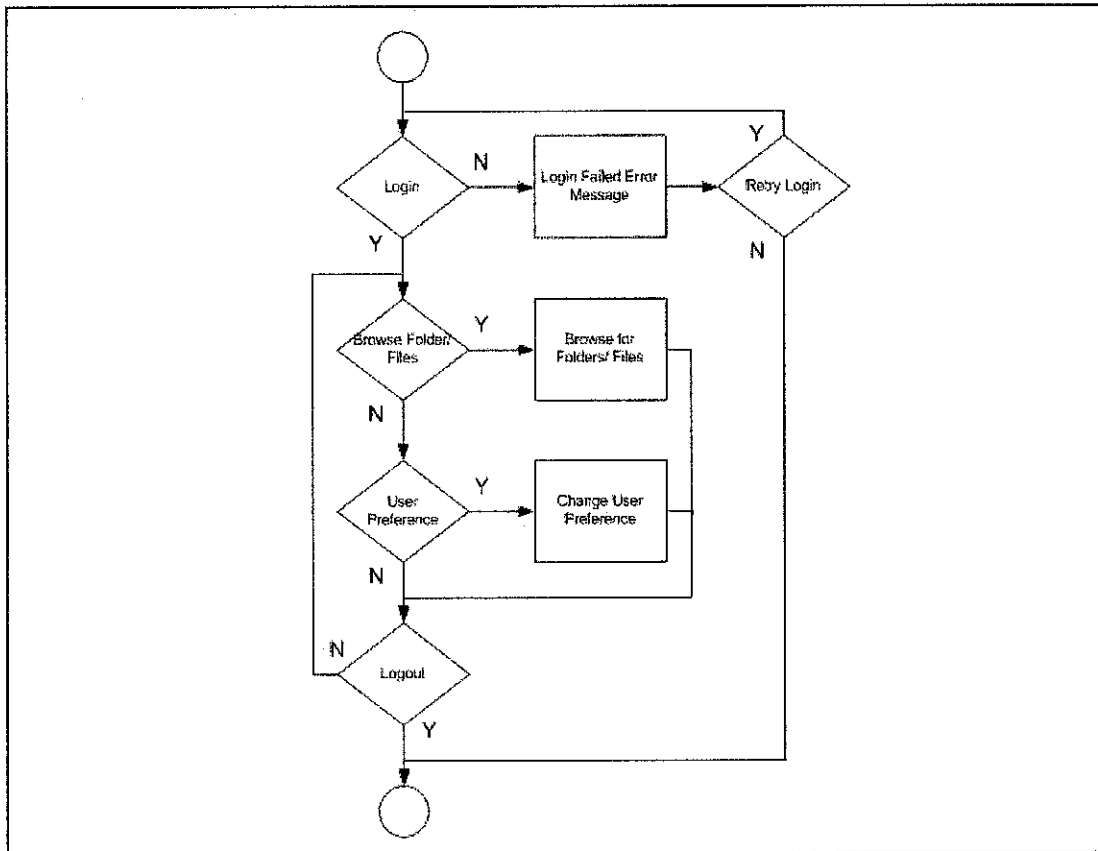 Y
N
Login
Login Failed Error
Message
Retry Login
Y
N
Y
Browse Folder/
Files
Browse for
Folders/ Files
N
Y
User
Preference
Change User
Preference
N
N
Logout
Y